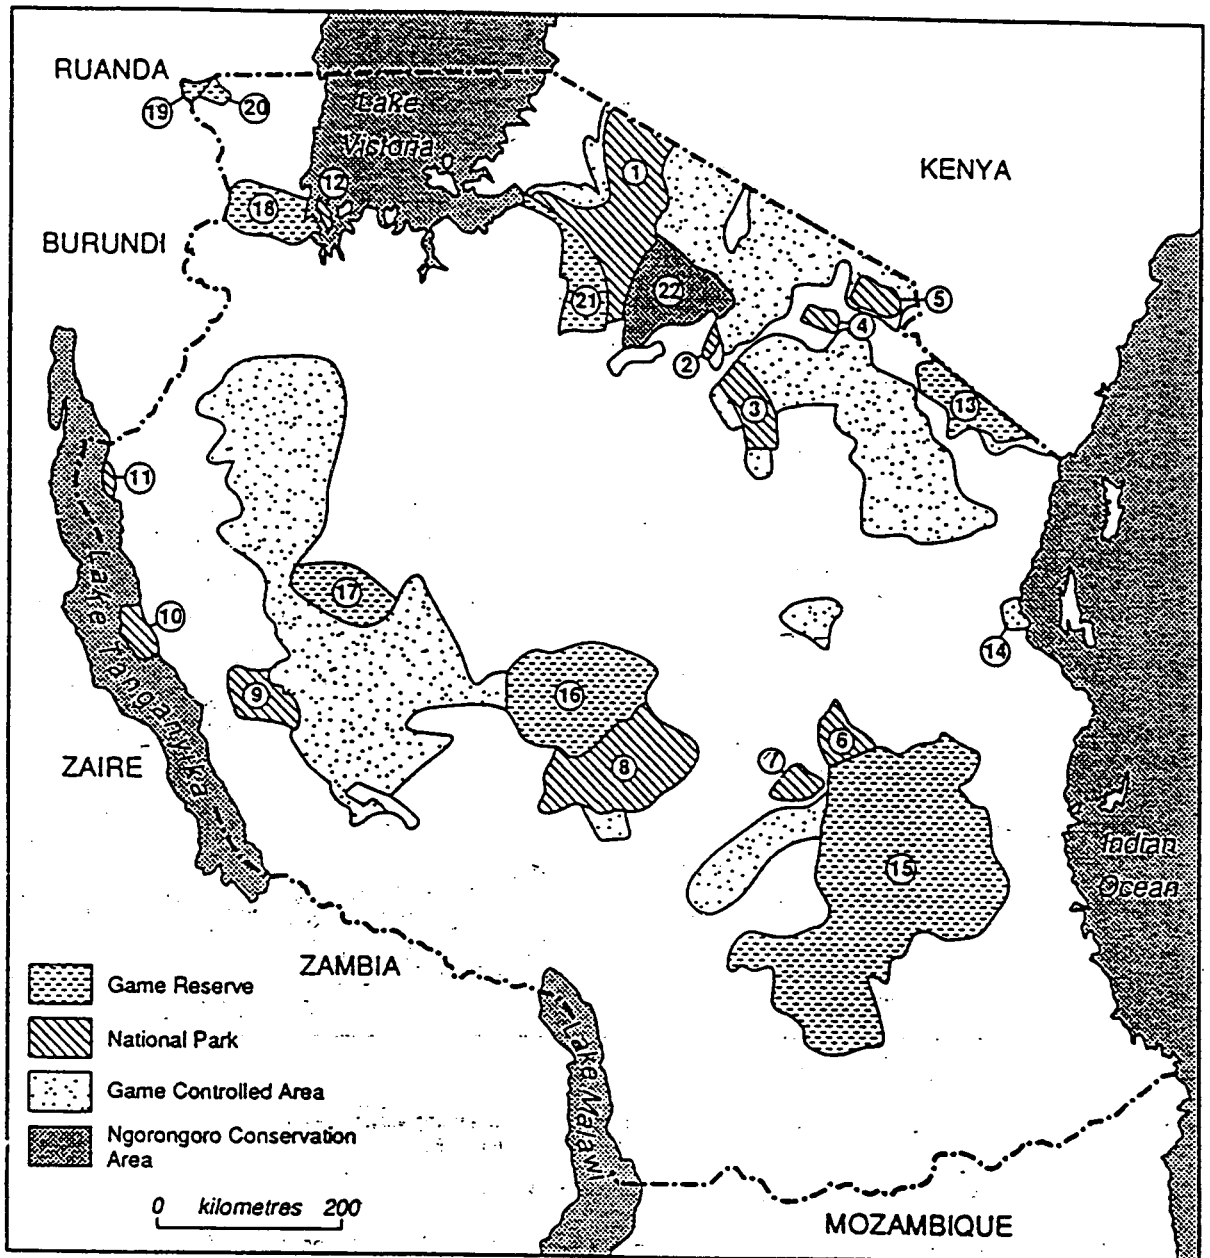 RUANDA
19
20
Lake
Victoria
KENYA
1
12
18
BURUNDI
21
22
5
4
2
3
13
11
17
10
14
9
16
Lake Tanganyika
ZAIRE
7
6
8
15
Indian
Ocean
ZAMBIA
Game Reserve
National Park
Game Controlled Area
Ngorongoro Conservation
Area
Lake Malawi
0 kilometres 200
MOZAMBIQUE